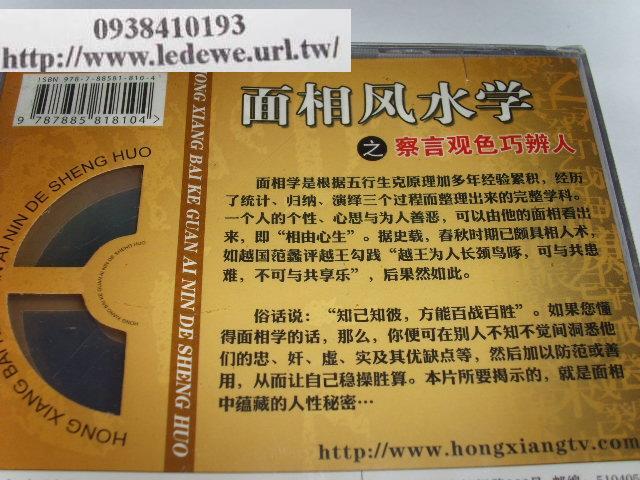 0938410193
http://www.ledewe.url.tw/
ISBN 978-7-88581-810-4
9 787885 818104 >
面相风水学
之 察言观色巧辨人
面相学是根据五行生克原理加多年经验累积，经历
了统计、归纳、演绎三个过程而整理出来的完整学科。
一个人的个性、心思与为人善恶，可以由他的面相看出
来，即“相由心生”。据史载，春秋时期已颇具相人术，
如越国范蠡评越王勾践“越王为人长颈鸟喙，可与共患
难，不可与共享乐”，后果然如此。
俗话说：“知己知彼，方能百战百胜”。如果您懂
得面相学的话，那么，你便可在别人不知不觉间洞悉他
们的忠、奸、虚、实及其优缺点等，然后加以防范或善
用，从而让自己稳操胜算。本片所要揭示的，就是面相
中蕴藏的人性秘密…
http://www.hongxiangtv.com
HONG XIANG BAI KE GUAN AI NIN DE SHENG HUO
AI NIN DE SHENG HUO
HONG XIANG BAI